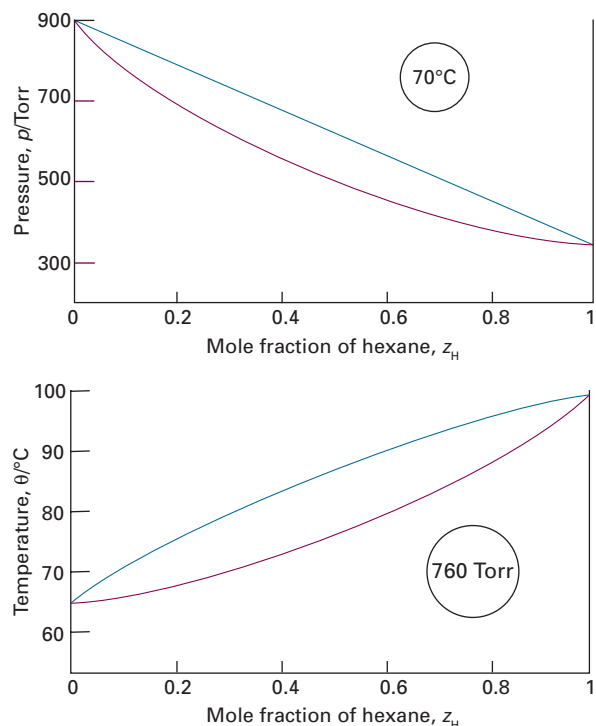 900
700
500
300
Pressure, p/Torr
70°C
0 0.2 0.4 0.6 0.8 1
Mole fraction of hexane, zH
100
90
80
70
60
Temperature, θ/°C
760 Torr
0 0.2 0.4 0.6 0.8 1
Mole fraction of hexane, zH